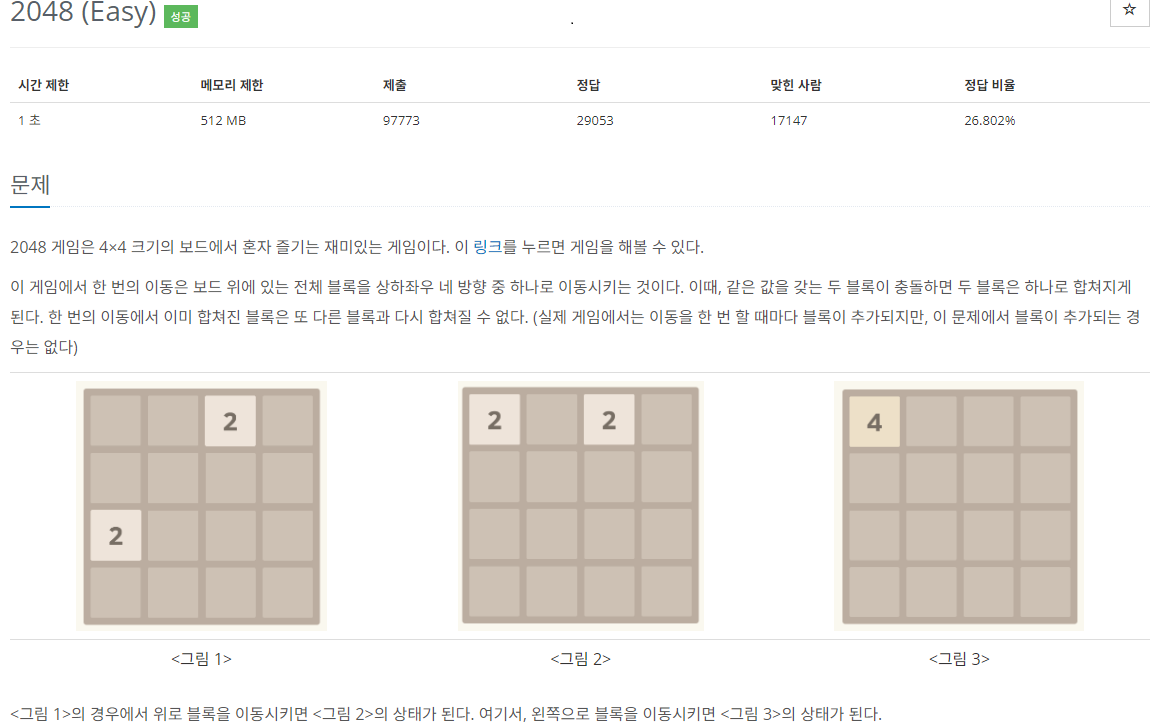 2048 (Easy) 성공
.
☆
시간 제한 메모리 제한 제출 정답 맞힌 사람 정답 비율
1 초 512 MB 97773 29053 17147 26.802%
문제
2048 게임은 4×4 크기의 보드에서 혼자 즐기는 재미있는 게임이다. 이 링크를 누르면 게임을 해볼 수 있다.
이 게임에서 한 번의 이동은 보드 위에 있는 전체 블록을 상하좌우 네 방향 중 하나로 이동시키는 것이다. 이때, 같은 값을 갖는 두 블록이 충돌하면 두 블록은 하나로 합쳐지게
된다. 한 번의 이동에서 이미 합쳐진 블록은 또 다른 블록과 다시 합쳐질 수 없다. (실제 게임에서는 이동을 한 번 할 때마다 블록이 추가되지만, 이 문제에서 블록이 추가되는 경
우는 없다)
2
2
2 2
4
<그림 1> <그림 2> <그림 3>
<그림 1>의 경우에서 위로 블록을 이동시키면 <그림 2>의 상태가 된다. 여기서, 왼쪽으로 블록을 이동시키면 <그림 3>의 상태가 된다.